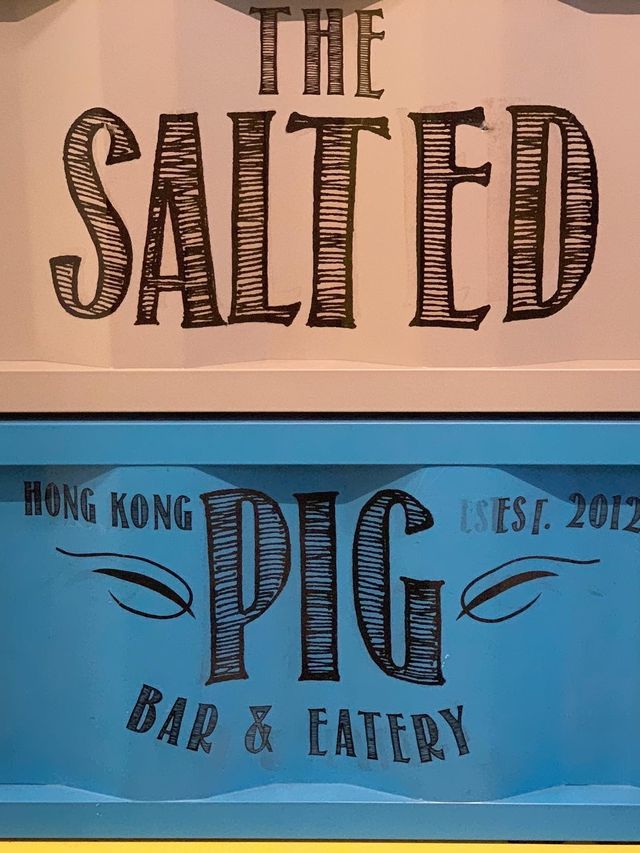 THE
SALTED
HONG KONG PIG EST. 2012
BAR & EATERY